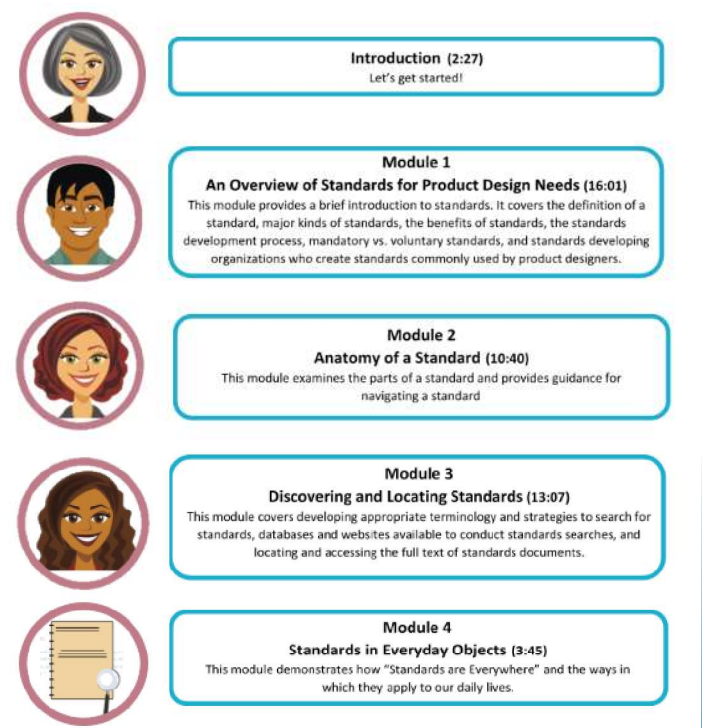 Introduction (2:27)
Let's get started!
Module 1
An Overview of Standards for Product Design Needs (16:01)
This module provides a brief introduction to standards. It covers the definition of a
standard, major kinds of standards, the benefits of standards, the standards
development process, mandatory vs. voluntary standards, and standards developing
organizations who create standards commonly used by product designers.
Module 2
Anatomy of a Standard (10:40)
This module examines the parts of a standard and provides guidance for
navigating a standard
Module 3
Discovering and Locating Standards (13:07)
This module covers developing appropriate terminology and strategies to search for
standards, databases and websites available to conduct standards searches, and
locating and accessing the full text of standards documents.
Module 4
Standards in Everyday Objects (3:45)
This module demonstrates how "Standards are Everywhere" and the ways in
which they apply to our daily lives.